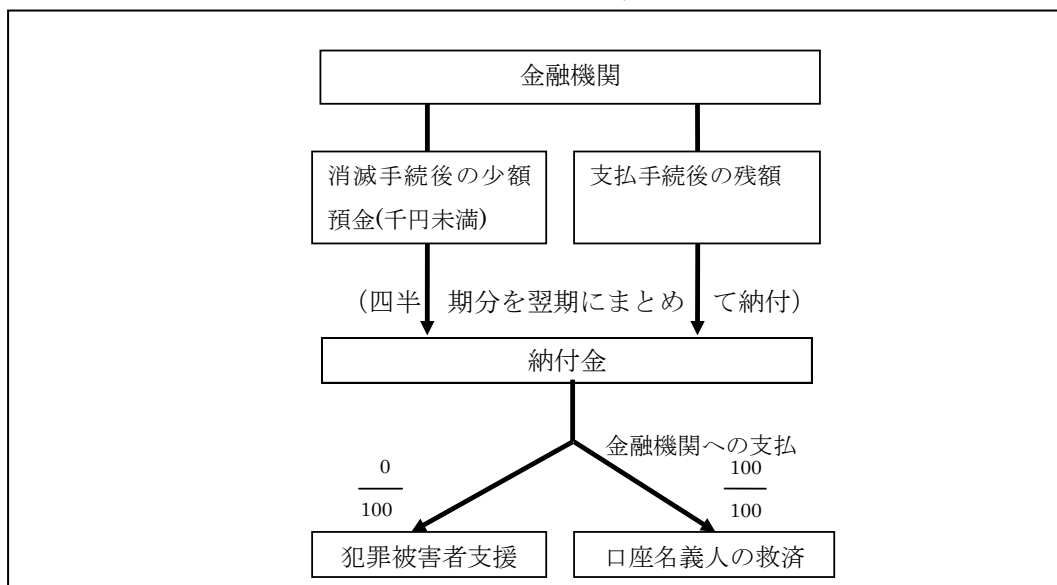 金融機関
消滅手続後の少額
預金(千円未満)
支払手続後の残額
(四半 期分を翌期にまとめ て納付)
納付金
金融機関への支払
0
100
100
100
犯罪被害者支援
口座名義人の救済